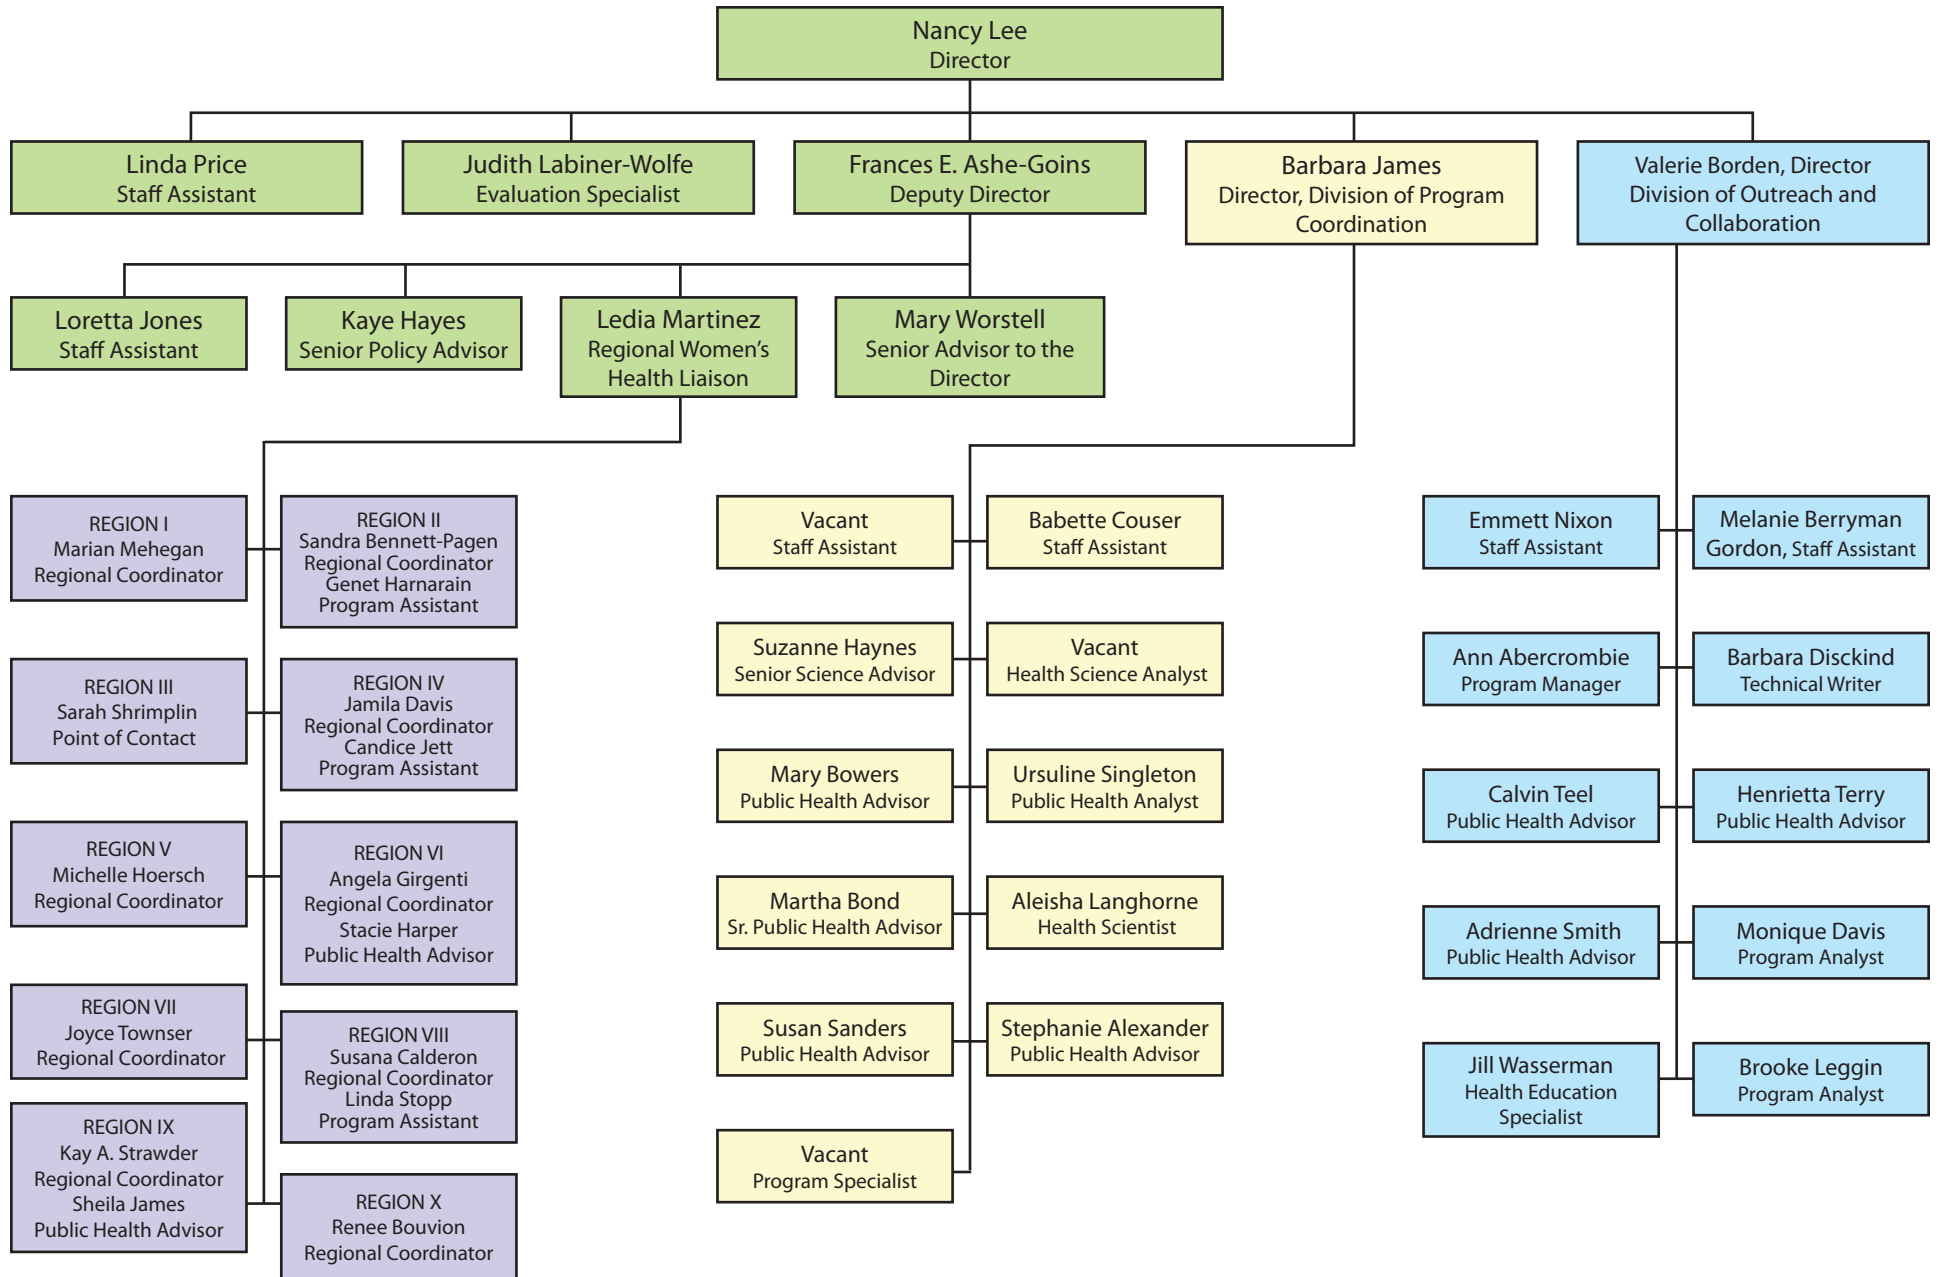 Nancy Lee
Director
Linda Price
Staff Assistant
Judith Labiner-Wolfe
Evaluation Specialist
Frances E. Ashe-Goins
Deputy Director
Barbara James
Director, Division of Program
Coordination
Valerie Borden, Director
Division of Outreach and
Collaboration
Loretta Jones
Staff Assistant
Kaye Hayes
Senior Policy Advisor
Ledia Martinez
Regional Women’s
Health Liaison
Mary Worstell
Senior Advisor to the
Director
REGION I
Marian Mehegan
Regional Coordinator
REGION II
Sandra Bennett-Pagen
Regional Coordinator
Genet Harnarain
Program Assistant
REGION III
Sarah Shrimplin
Point of Contact
REGION IV
Jamila Davis
Regional Coordinator
Candice Jett
Program Assistant
REGION V
Michelle Hoersch
Regional Coordinator
REGION VI
Angela Girgenti
Regional Coordinator
Stacie Harper
Public Health Advisor
REGION VII
Joyce Townser
Regional Coordinator
REGION VIII
Susana Calderon
Regional Coordinator
Linda Stopp
Program Assistant
REGION IX
Kay A. Strawder
Regional Coordinator
Sheila James
Public Health Advisor
REGION X
Renee Bouvion
Regional Coordinator
Vacant
Staff Assistant
Babette Couser
Staff Assistant
Suzanne Haynes
Senior Science Advisor
Vacant
Health Science Analyst
Mary Bowers
Public Health Advisor
Ursuline Singleton
Public Health Analyst
Martha Bond
Sr. Public Health Advisor
Aleisha Langhorne
Health Scientist
Susan Sanders
Public Health Advisor
Stephanie Alexander
Public Health Advisor
Vacant
Program Specialist
Emmett Nixon
Staff Assistant
Melanie Berryman
Gordon, Staff Assistant
Ann Abercrombie
Program Manager
Barbara Disckind
Technical Writer
Calvin Teel
Public Health Advisor
Henrietta Terry
Public Health Advisor
Adrienne Smith
Public Health Advisor
Monique Davis
Program Analyst
Jill Wasserman
Health Education
Specialist
Brooke Leggin
Program Analyst